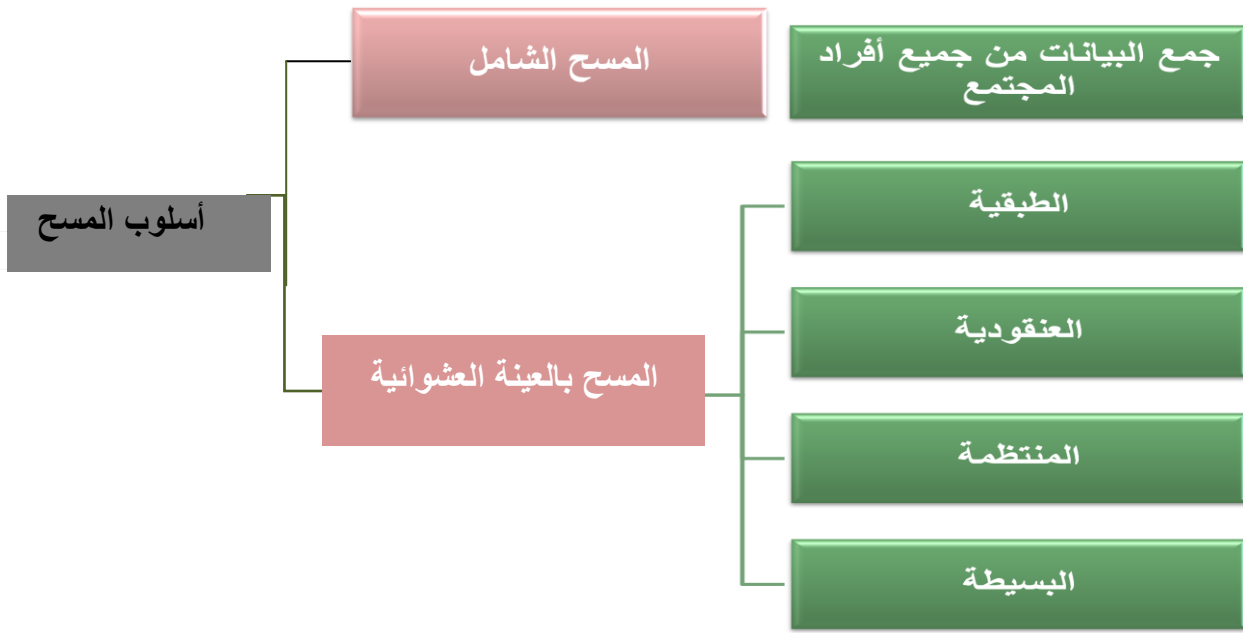 أسلوب المسح
المسح الشامل
جمع البيانات من جميع أفراد
المجتمع
المسح بالعينة العشوائية
الطبقية
العنقودية
المنتظمة
البسيطة